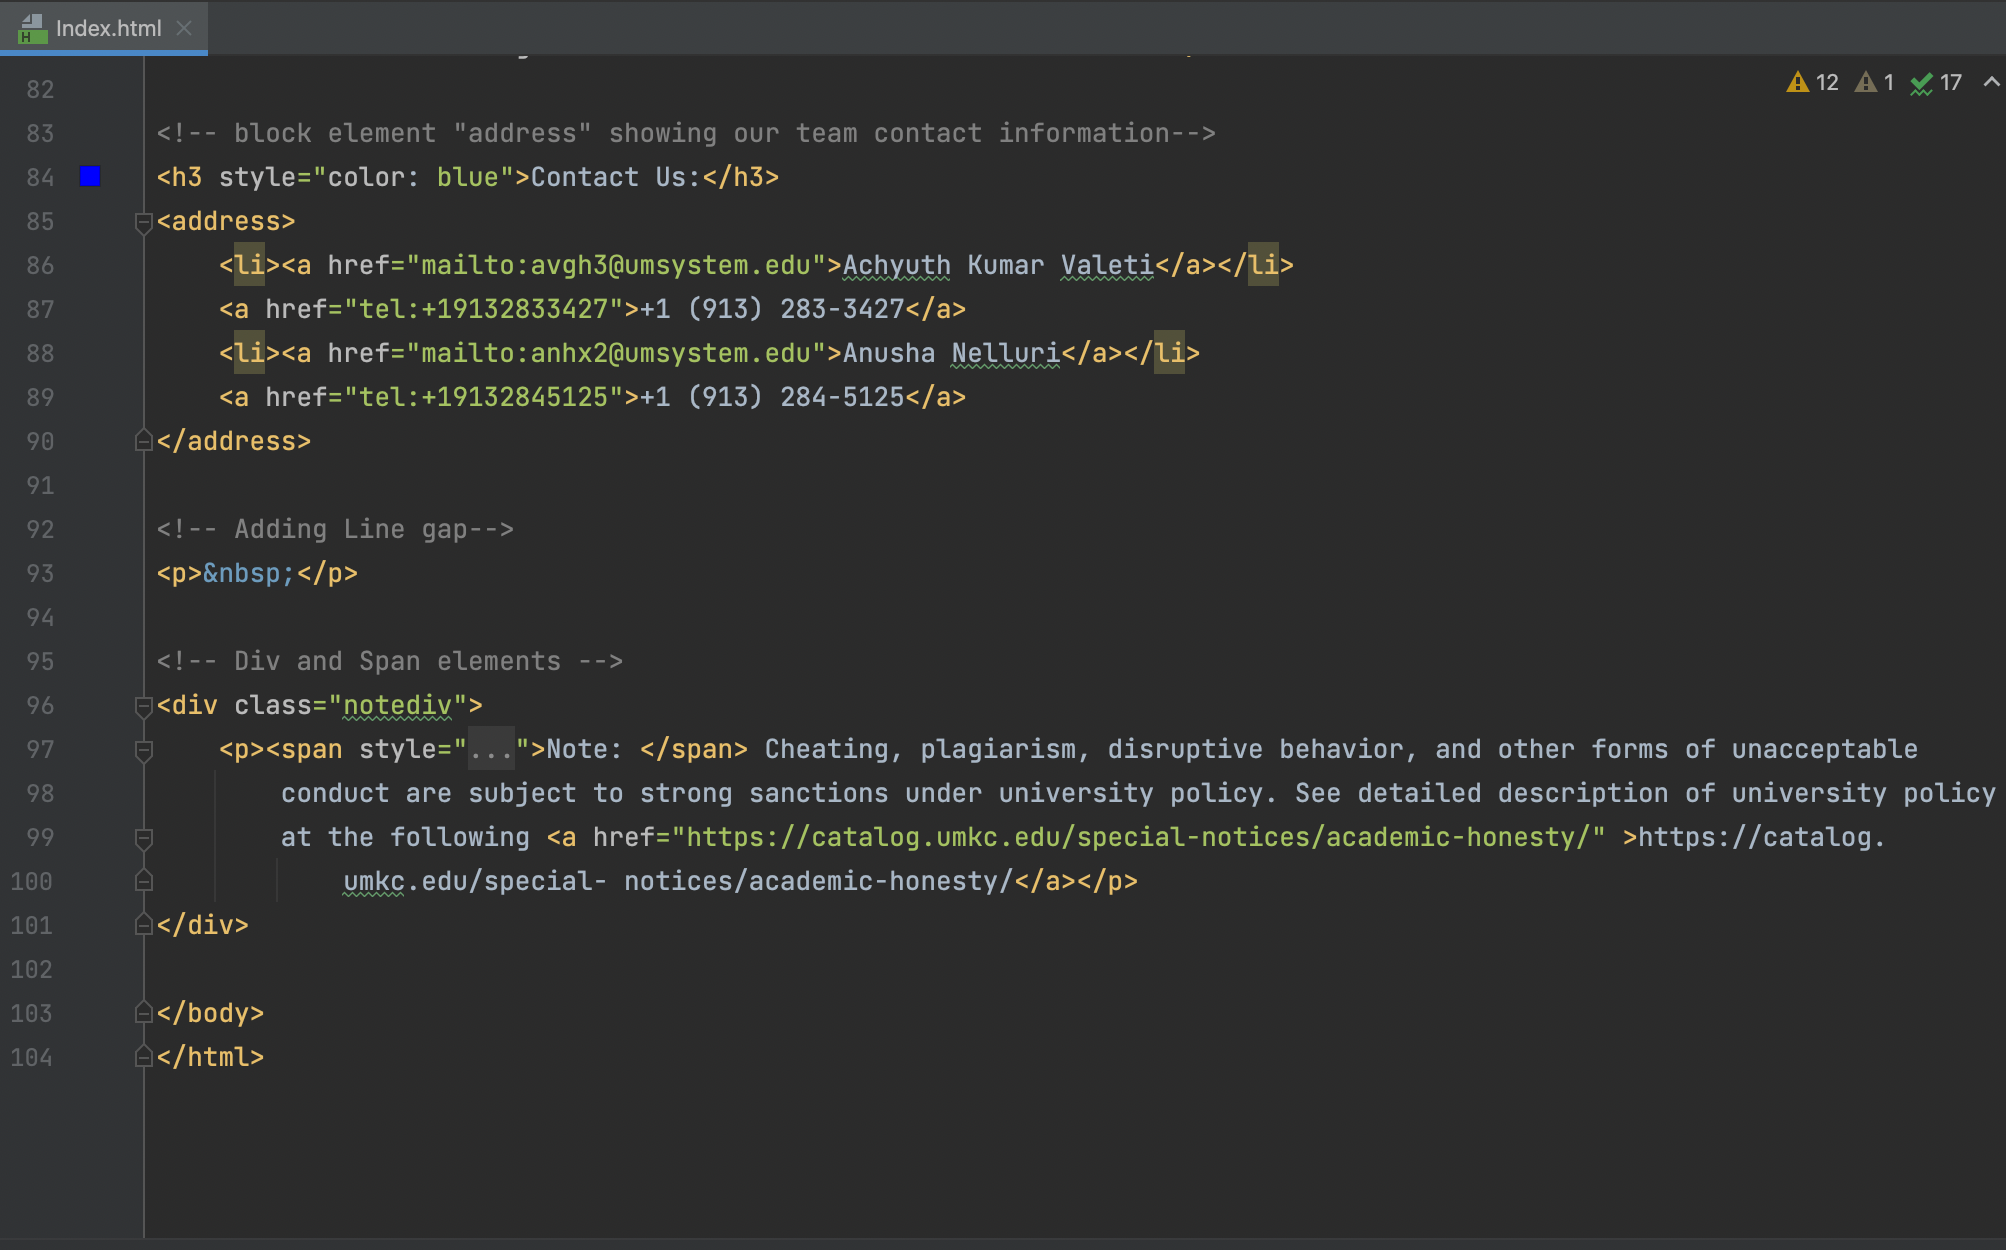 Index.html
12 1 17
82
83 <!-- block element "address" showing our team contact information-->
84 <h3 style="color: blue">Contact Us:</h3>
85 <address>
86 <li><a href="mailto:avgh3@umsystem.edu">Achyuth Kumar Valeti</a></li>
87 <a href="tel:+19132833427">+1 (913) 283-3427</a>
88 <li><a href="mailto:anhx2@umsystem.edu">Anusha Nelluri</a></li>
89 <a href="tel:+19132845125">+1 (913) 284-5125</a>
90 </address>
91
92 <!-- Adding Line gap-->
93 <p>&nbsp;</p>
94
95 <!-- Div and Span elements -->
96 <div class="notediv">
97 <p><span style="...">Note: </span> Cheating, plagiarism, disruptive behavior, and other forms of unacceptable
98 conduct are subject to strong sanctions under university policy. See detailed description of university policy
99 at the following <a href="https://catalog.umkc.edu/special-notices/academic-honesty/" >https://catalog.
100 umkc.edu/special- notices/academic-honesty/</a></p>
101 </div>
102
103 </body>
104 </html>